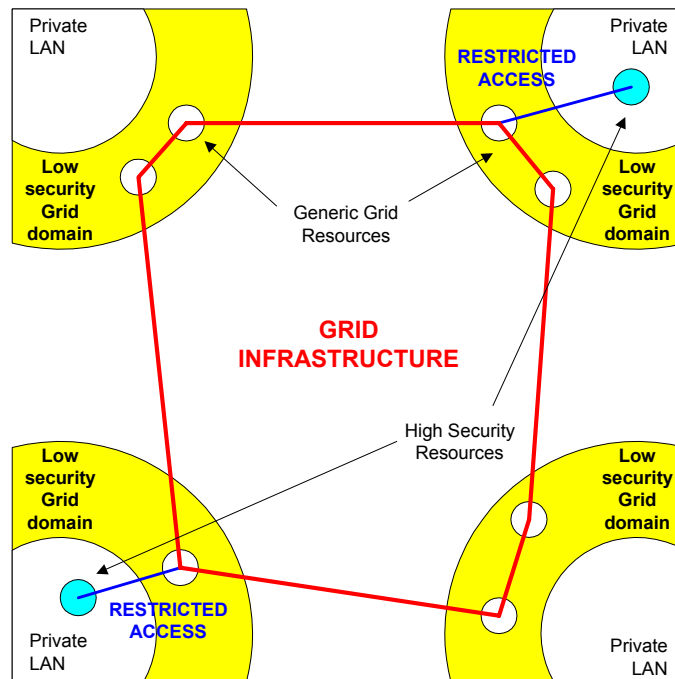 Private
LAN
Private
LAN
RESTRICTED
ACCESS
Low
security
Grid
domain
Low
security
Grid
domain
Generic Grid
Resources
GRID
INFRASTRUCTURE
High Security
Resources
Low
security
Grid
domain
Low
security
Grid
domain
RESTRICTED
ACCESS
Private
LAN
Private
LAN